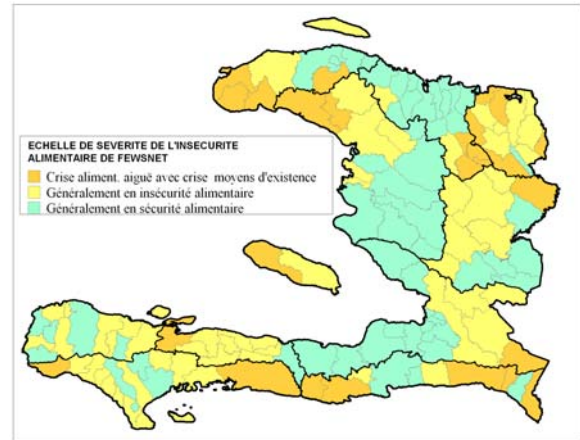 ECHELLE DE SEVERITE DE L'INSECURITE
ALIMENTAIRE DE FEWSNET
Crise aliment. aiguë avec crise moyens d'existence
Généralement en insécurité alimentaire
Généralement en sécurité alimentaire